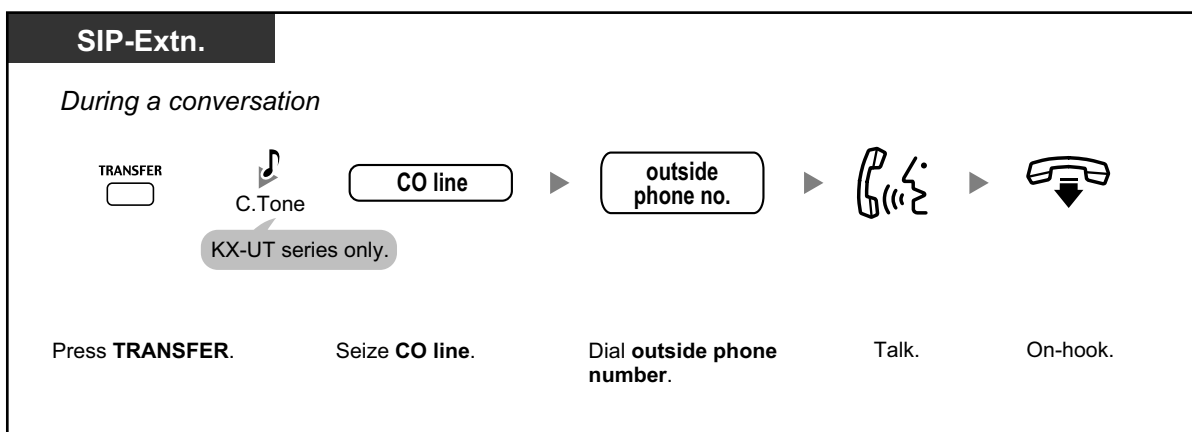 SIP-Extn.
During a conversation
TRANSFER
C.Tone
KX-UT series only.
CO line
outside
phone no.
Press TRANSFER.
Seize CO line.
Dial outside phone
number.
Talk.
On-hook.